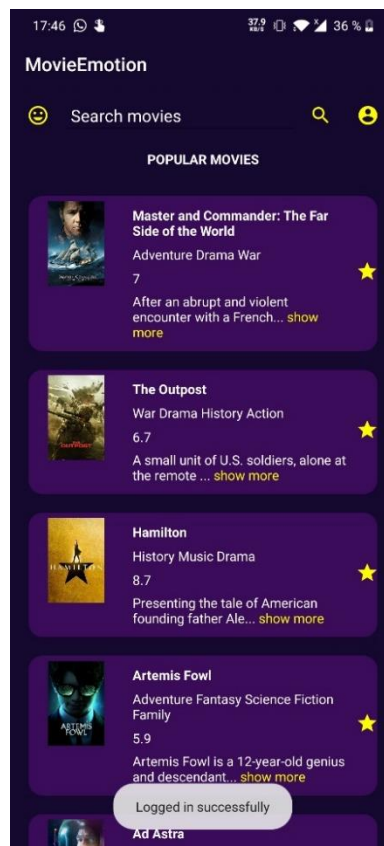 17:46 37.9 KB/S 36 %
MovieEmotion
Search movies
POPULAR MOVIES
Master and Commander: The Far
Side of the World
Adventure Drama War
7
After an abrupt and violent
encounter with a French... show
more
The Outpost
War Drama History Action
6.7
A small unit of U.S. soldiers, alone at
the remote ... show more
HAMILTON
Hamilton
History Music Drama
8.7
Presenting the tale of American
founding father Ale... show more
ARTEMIS
FOWL
Artemis Fowl
Adventure Fantasy Science Fiction
Family
5.9
Artemis Fowl is a 12-year-old genius
and descendant... show more
Logged in successfully
Ad Astra